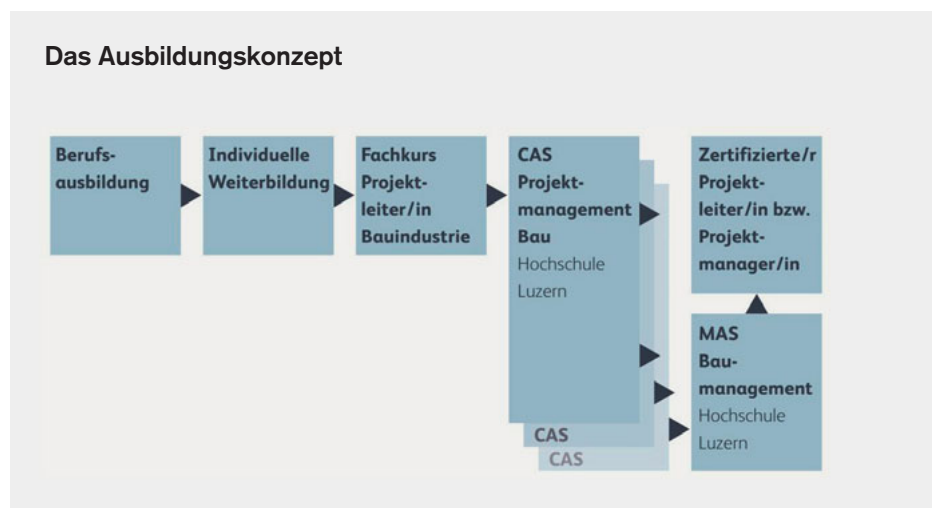 Das Ausbildungskonzept
Berufs-
ausbildung
Individuelle
Weiterbildung
Fachkurs
Projekt-
leiter/in
Bauindustrie
CAS
Projekt-
management
Bau
Hochschule
Luzern
CAS
CAS
Zertifizierte/r
Projekt-
leiter/in bzw.
Projekt-
manager/in
MAS
Bau-
management
Hochschule
Luzern